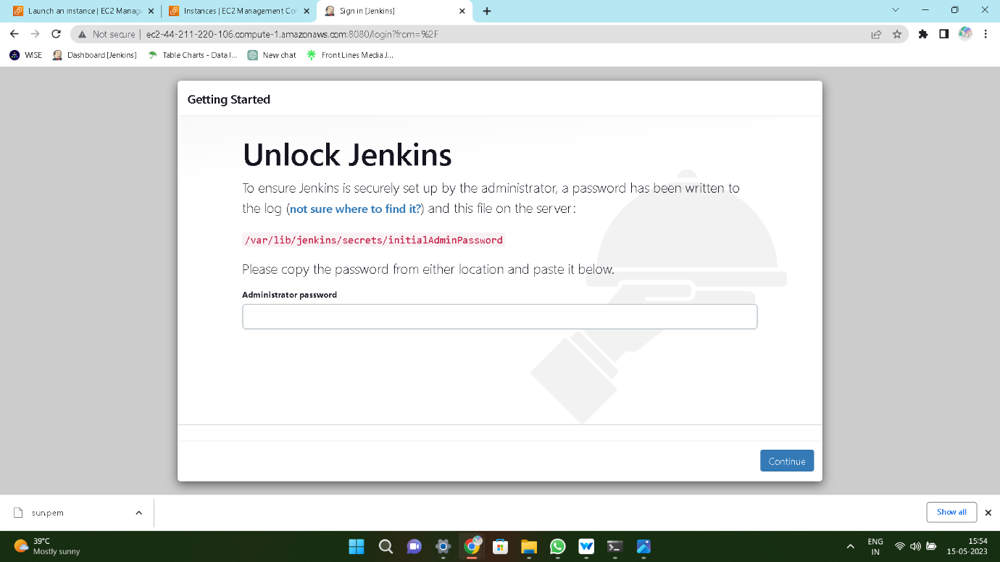 Launch an instance | EC2 Manag
Instances | EC2 Management Con
Sign in [Jenkins]
Not secure | ec2-44-211-220-106.compute-1.amazonaws.com:8080/login?from=%2F
WISE
Dashboard [Jenkins]
Table Charts - Data I...
New chat
FrontLines Media J...
Getting Started
Unlock Jenkins
To ensure Jenkins is securely set up by the administrator, a password has been written to
the log (not sure where to find it?) and this file on the server:
/var/lib/jenkins/secrets/initialAdminPassword
Please copy the password from either location and paste it below.
Administrator password
Continue
sun.pem
Show all
39°C
Mostly sunny
ENG
IN
15:54
15-05-2023